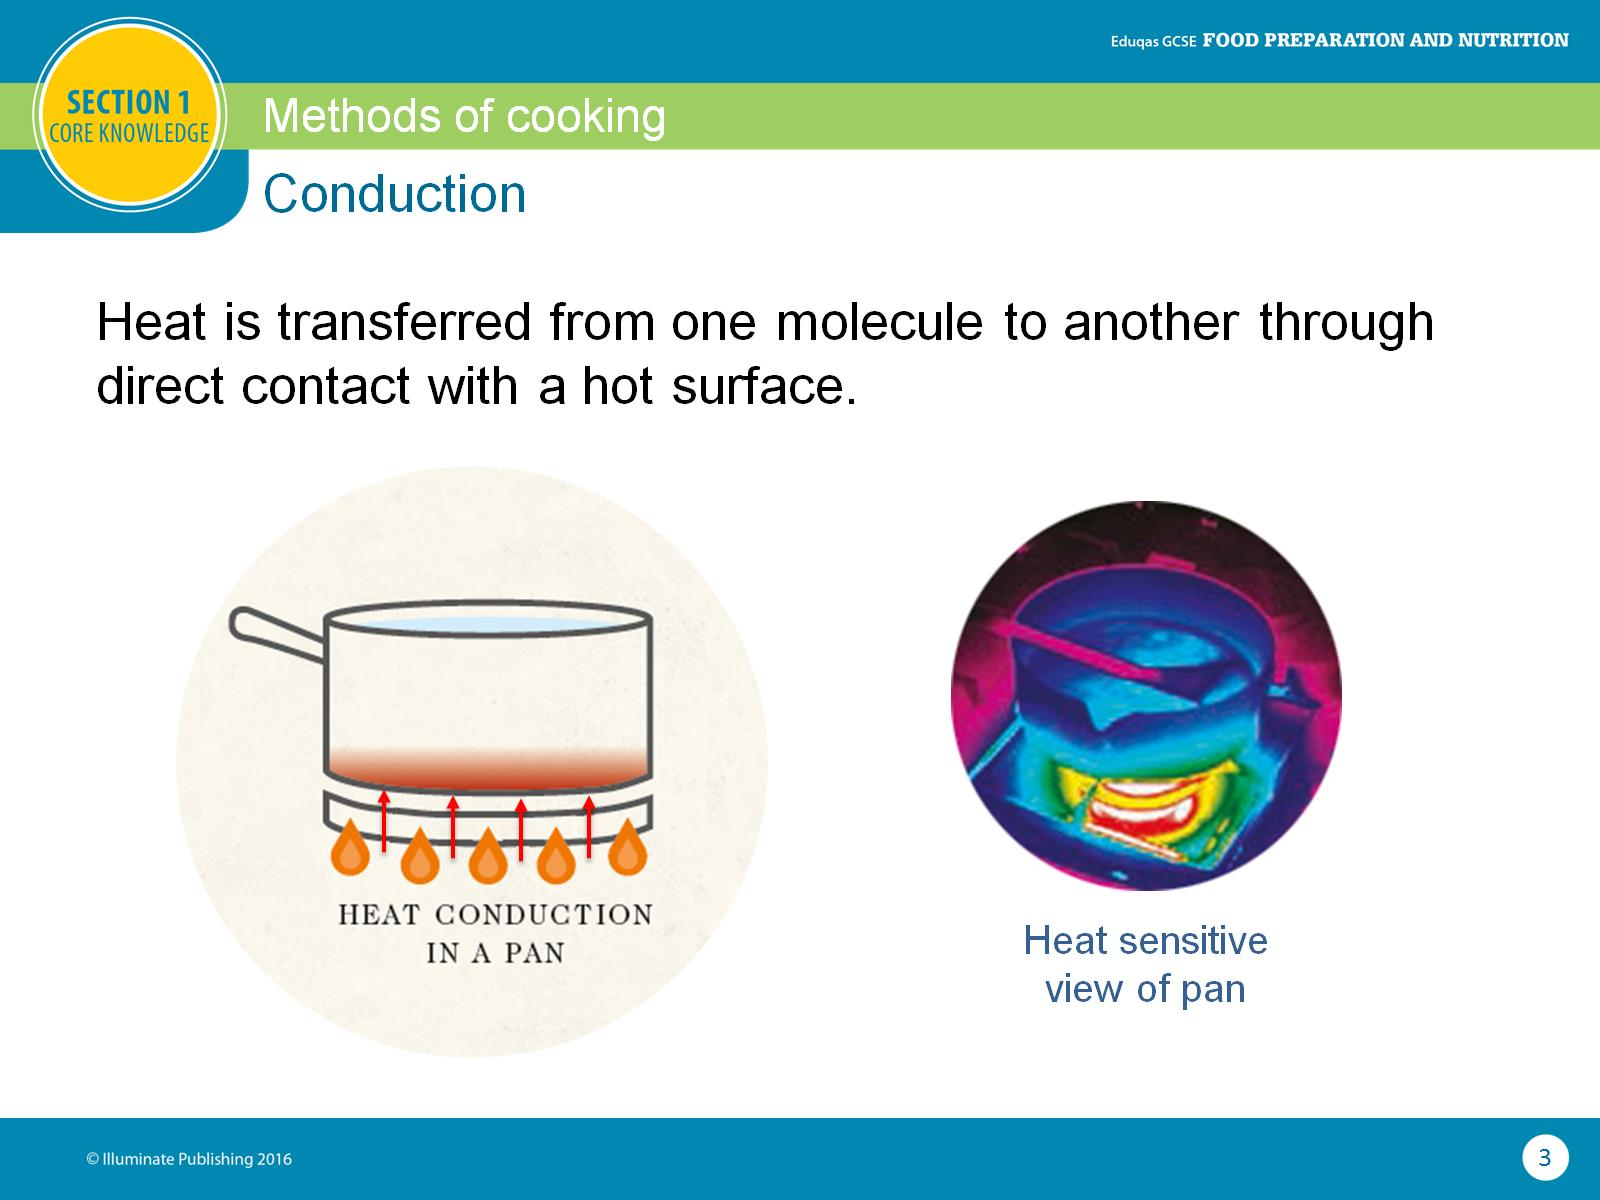 Eduqas GCSE FOOD PREPARATION AND NUTRITION
SECTION 1
CORE KNOWLEDGE
Methods of cooking
Conduction
Heat is transferred from one molecule to another through
direct contact with a hot surface.
HEAT CONDUCTION
IN A PAN
Heat sensitive
view of pan
© Illuminate Publishing 2016
3